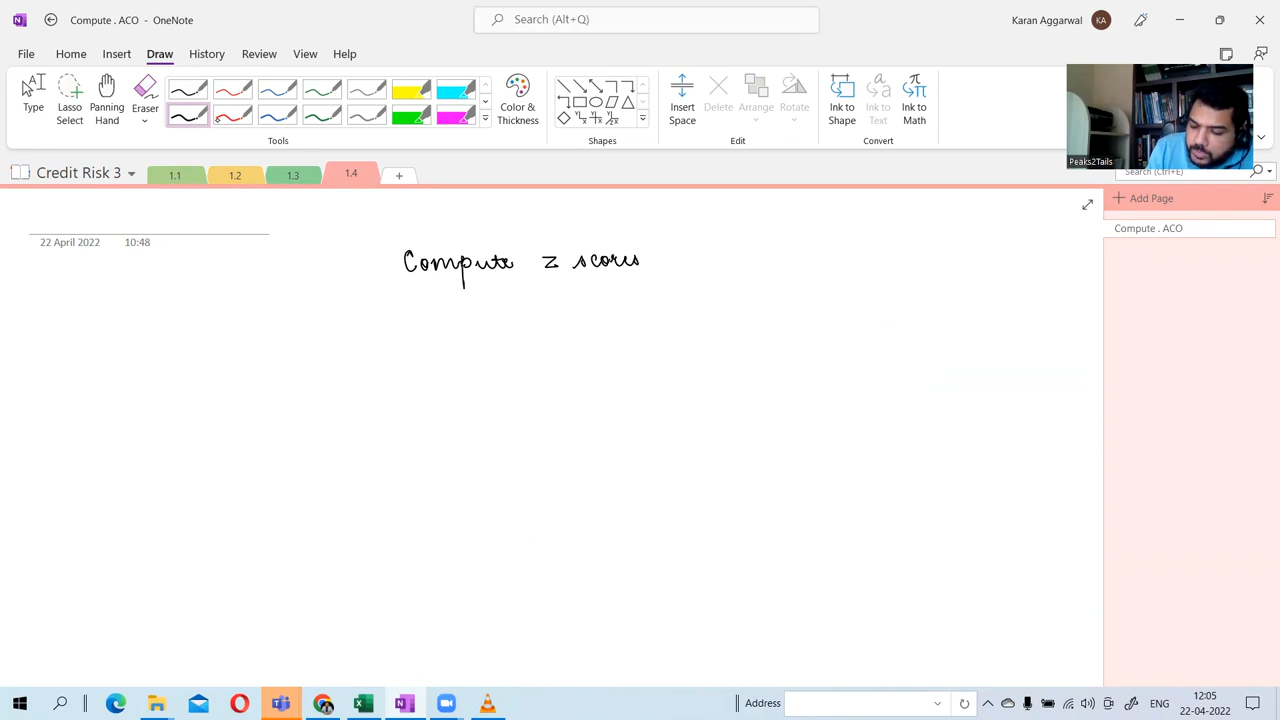 Compute . ACO - OneNote
Search (Alt+Q)
Karan Aggarwal
KA
File Home Insert Draw History Review View Help
Type
Lasso Select
Panning Hand
Eraser
Color & Thickness
Insert Space
Delete
Arrange
Rotate
Ink to Shape
Ink to Text
Ink to Math
Tools
Shapes
Edit
Convert
Peaks2Tails
Credit Risk 3
1.1
1.2
1.3
1.4
Search (Ctrl+E)
Add Page
Compute . ACO
22 April 2022 10:48
Compute z scores
Address
ENG
12:05
22-04-2022